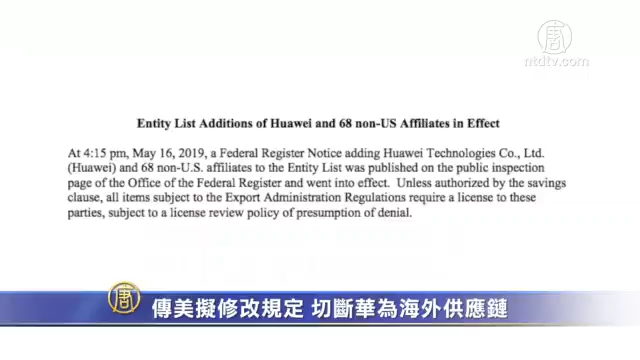 唐
ntdtv.com
Entity List Additions of Huawei and 68 non-US Affiliates in Effect
At 4:15 pm, May 16, 2019, a Federal Register Notice adding Huawei Technologies Co., Ltd.
(Huawei) and 68 non-U.S. affiliates to the Entity List was published on the public inspection
page of the Office of the Federal Register and went into effect. Unless authorized by the savings
clause, all items subject to the Export Administration Regulations require a license to these
parties, subject to a license review policy of presumption of denial.
唐
傳美擬修改規定 切斷華為海外供應鏈